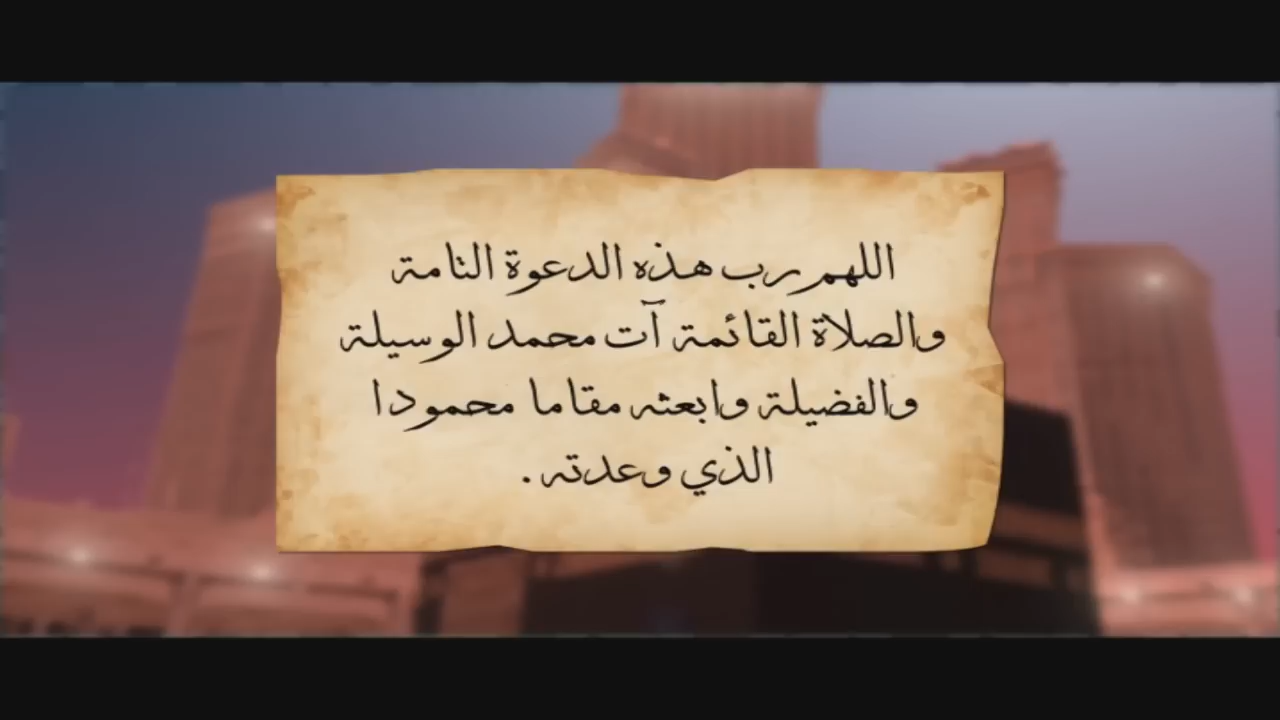 اللهم رب هذه الدعوة التامة
والصلاة القائمة آت محمد الوسيلة
والفضيلة وابعثه مقاما محمودا
الذي وعدته .